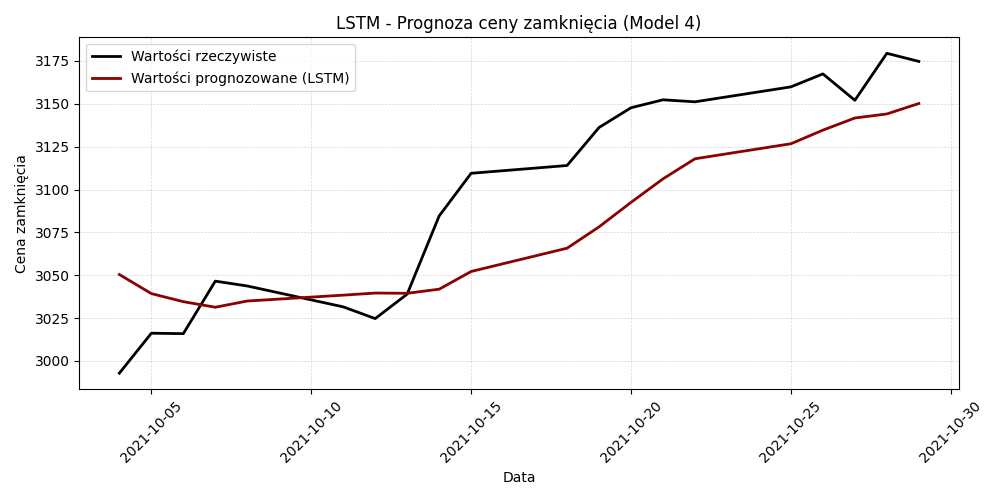 LSTM - Prognoza ceny zamknięcia (Model 4)
Wartości rzeczywiste
Wartości prognozowane (LSTM)
Cena zamknięcia
3175
3150
3125
3100
3075
3050
3025
3000
2021-10-05
2021-10-10
2021-10-15
2021-10-20
2021-10-25
2021-10-30
Data